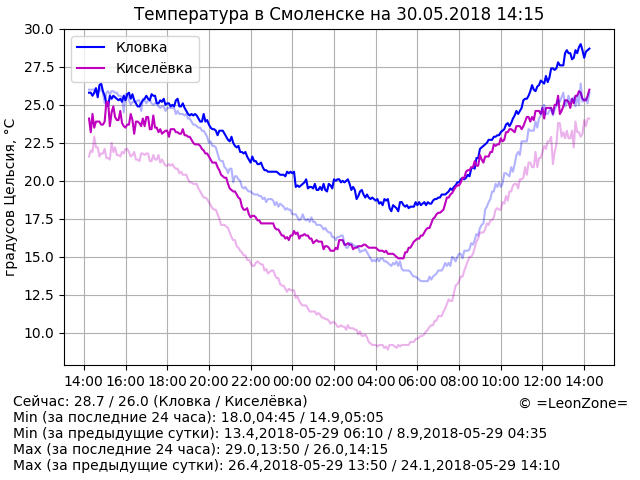 Температура в Смоленске на 30.05.2018 14:15
30.0
27.5
25.0
22.5
20.0
17.5
15.0
12.5
10.0
градусов Цельсия, °C
Кловка
Киселёвка
14:00 16:00 18:00 20:00 22:00 00:00 02:00 04:00 06:00 08:00 10:00 12:00 14:00
Сейчас: 28.7 / 26.0 (Кловка / Киселёвка)
© =LeonZone=
Min (за последние 24 часа): 18.0,04:45 / 14.9,05:05
Min (за предыдущие сутки): 13.4,2018-05-29 06:10 / 8.9,2018-05-29 04:35
Max (за последние 24 часа): 29.0,13:50 / 26.0,14:15
Max (за предыдущие сутки): 26.4,2018-05-29 13:50 / 24.1,2018-05-29 14:10